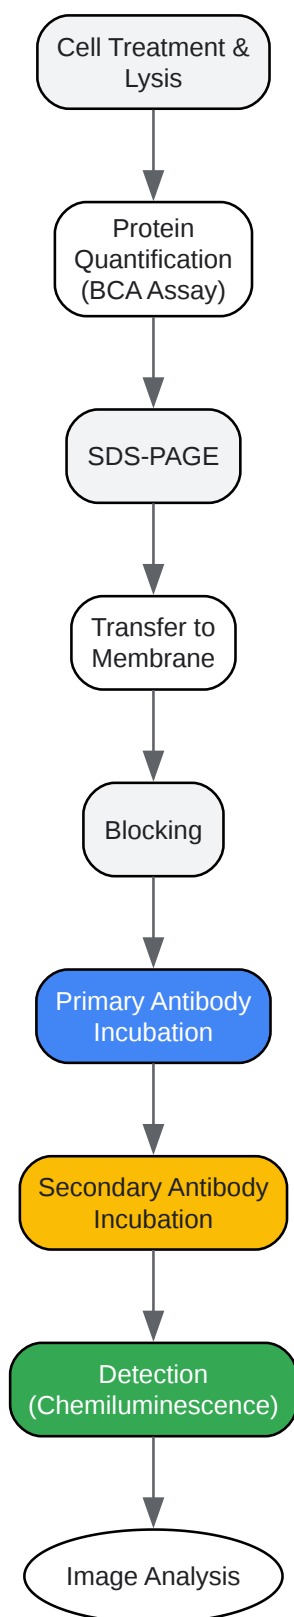 Cell Treatment &
Lysis
Protein
Quantification
(BCA Assay)
SDS-PAGE
Transfer to
Membrane
Blocking
Primary Antibody
Incubation
Secondary Antibody
Incubation
Detection
(Chemiluminescence)
Image Analysis